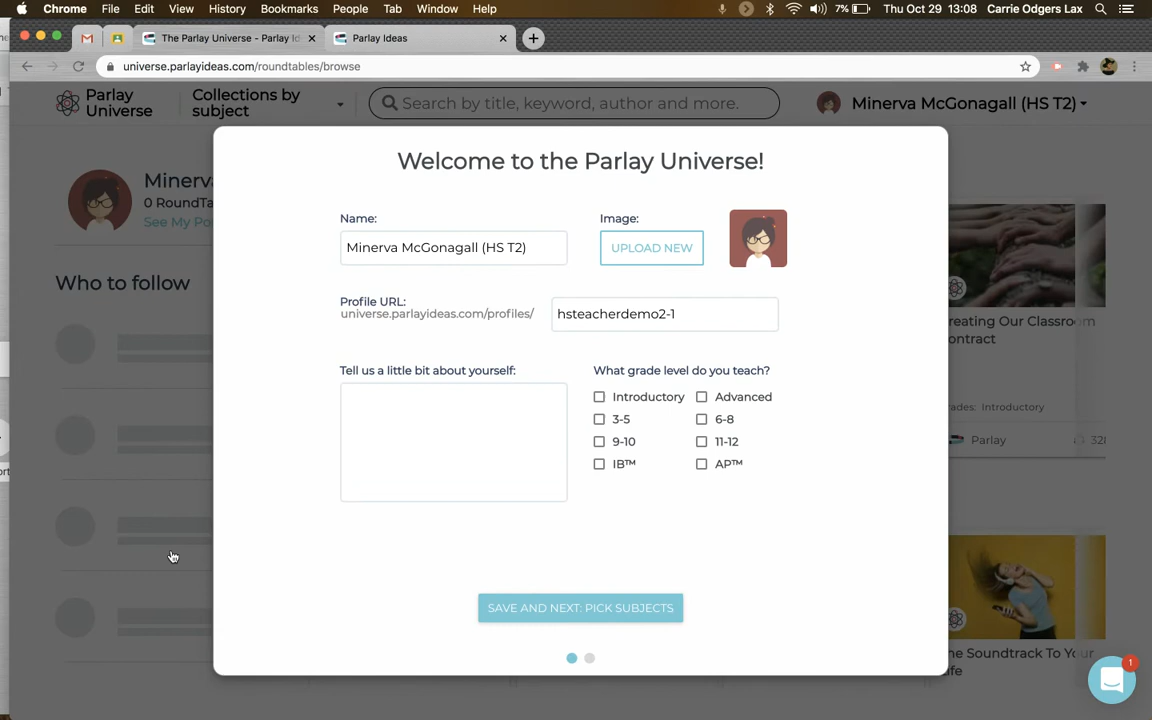 Chrome File Edit View History Bookmarks People Tab Window Help 7% Thu Oct 29 13:08 Carrie Odgers Lax
The Parlay Universe - Parlay Id
Parlay Ideas
universe.parlayideas.com/roundtables/browse
Parlay Universe
Collections by subject
Search by title, keyword, author and more.
Minerva McGonagall (HS T2)
Welcome to the Parlay Universe!
Minerva
0 RoundTa
See My Po
Who to follow
Name:
Minerva McGonagall (HS T2)
Image:
UPLOAD NEW
Profile URL:
universe.parlayideas.com/profiles/
hsteacherdemo2-1
Tell us a little bit about yourself:
What grade level do you teach?
Introductory
Advanced
3-5
6-8
9-10
11-12
IB™
AP™
SAVE AND NEXT: PICK SUBJECTS
reating Our Classroom
ontract
ades: Introductory
Parlay
328
he Soundtrack To Your
ife
1